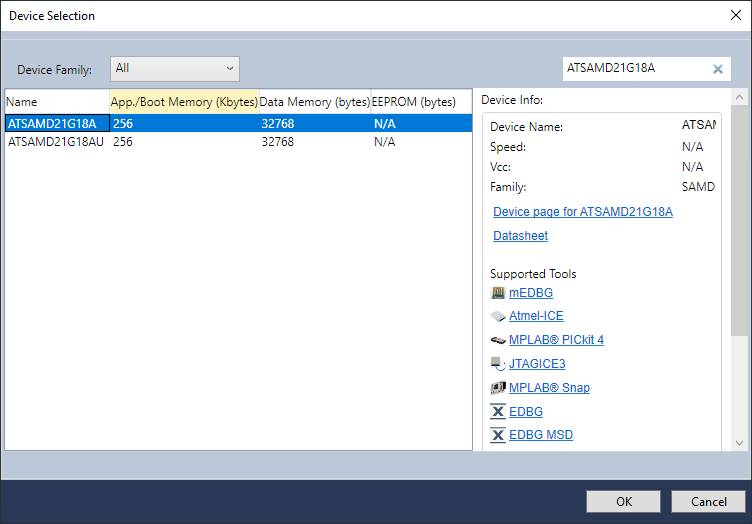 Device Selection
Device Family: All ATSAMD21G18A
Name App./Boot Memory (Kbytes) Data Memory (bytes) EEPROM (bytes)
ATSAMD21G18A 256 32768 N/A
ATSAMD21G18AU 256 32768 N/A
Device Info:
Device Name: ATSAM
Speed: N/A
Vcc: N/A
Family: SAMD
Device page for ATSAMD21G18A
Datasheet
Supported Tools
mEDBG
Atmel-ICE
MPLAB® PICkit 4
JTAGICE3
MPLAB® Snap
EDBG
EDBG MSD
OK Cancel